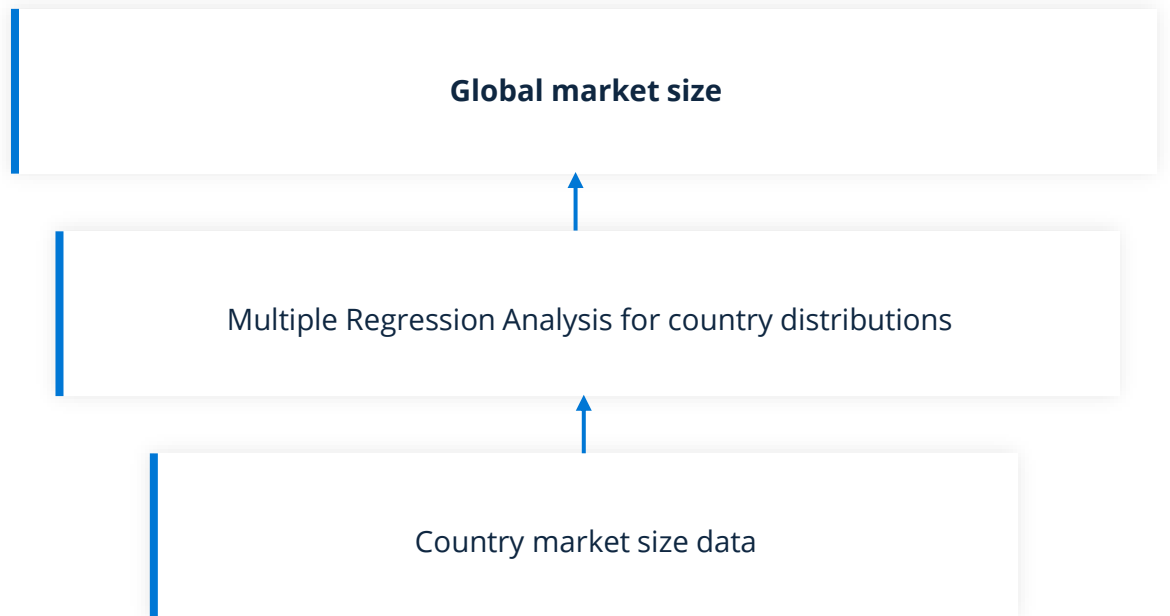 Global market size
Multiple Regression Analysis for country distributions
Country market size data